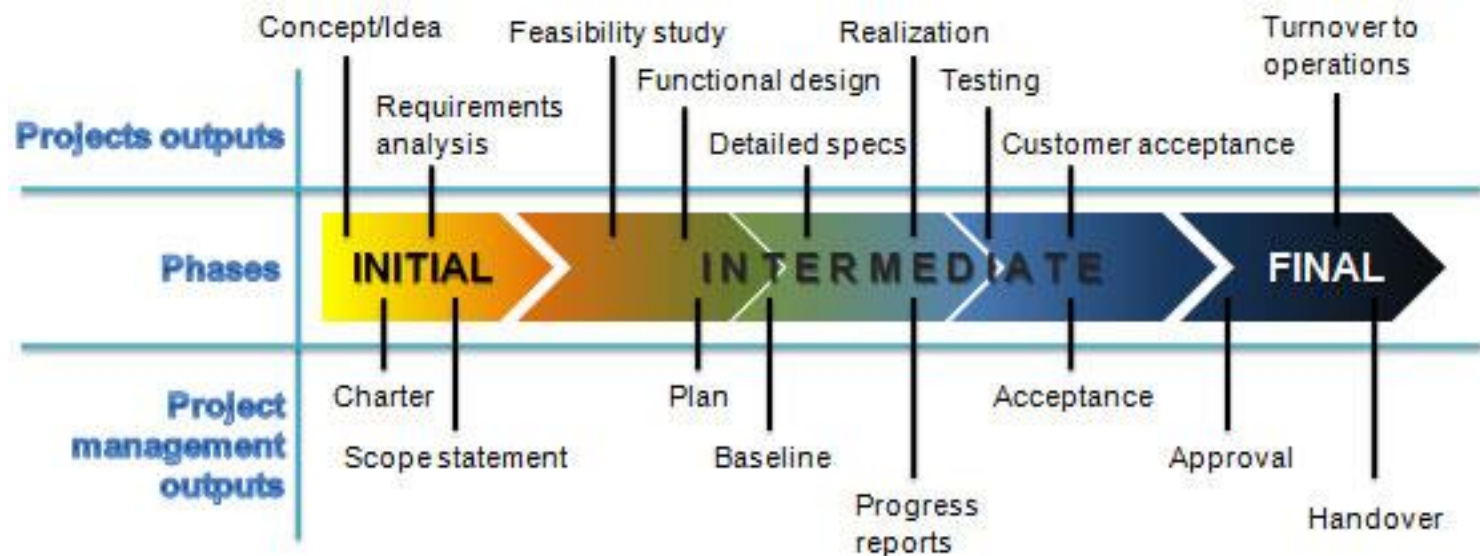 Concept/Idea
Feasibility study
Realization
Turnover to
operations
Requirements
analysis
Functional design
Testing
Projects outputs
Detailed specs
Customer acceptance
Phases
INITIAL
INTERMEDIATE
FINAL
Project
management
outputs
Charter
Plan
Acceptance
Scope statement
Baseline
Approval
Progress
reports
Handover